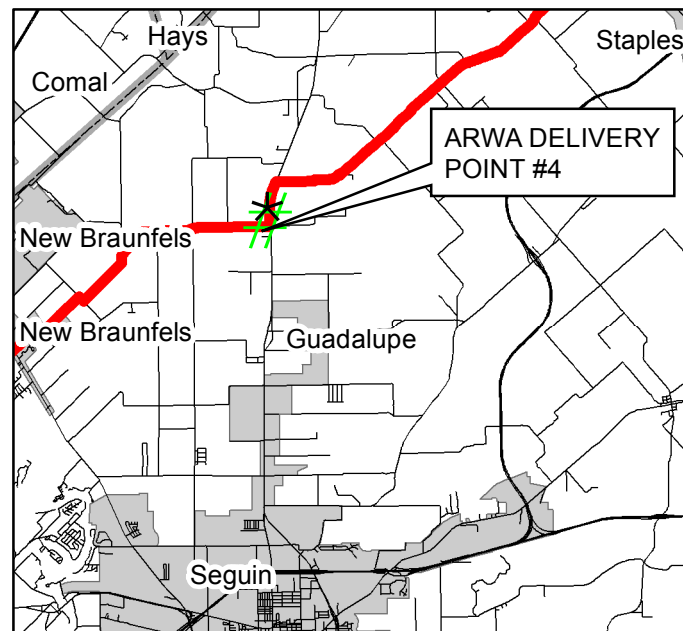 Hays
Staples
Comal
ARWA DELIVERY
POINT #4
New Braunfels
New Braunfels
Guadalupe
Seguin